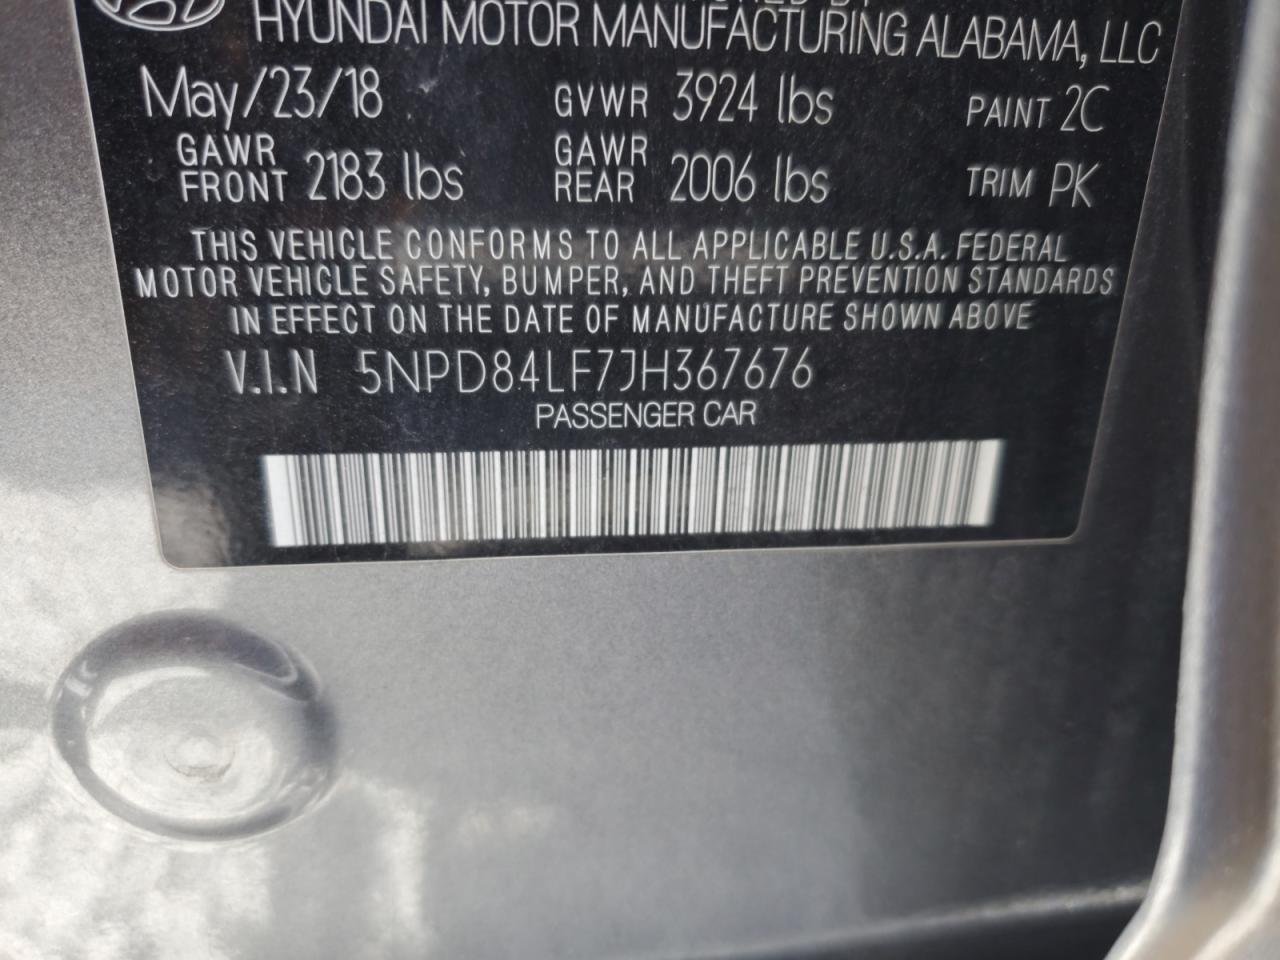 HYUNDAI MOTOR MANUFACTURING ALABAMA, LLC
May/23/18 GVWR 3924 lbs PAINT 2C
GAWR FRONT 2183 lbs GAWR REAR 2006 lbs TRIM PK
THIS VEHICLE CONFORMS TO ALL APPLICABLE U.S.A. FEDERAL
MOTOR VEHICLE SAFETY, BUMPER, AND THEFT PREVENTION STANDARDS
IN EFFECT ON THE DATE OF MANUFACTURE SHOWN ABOVE
V.I.N 5NPD84LF7JH367676
PASSENGER CAR